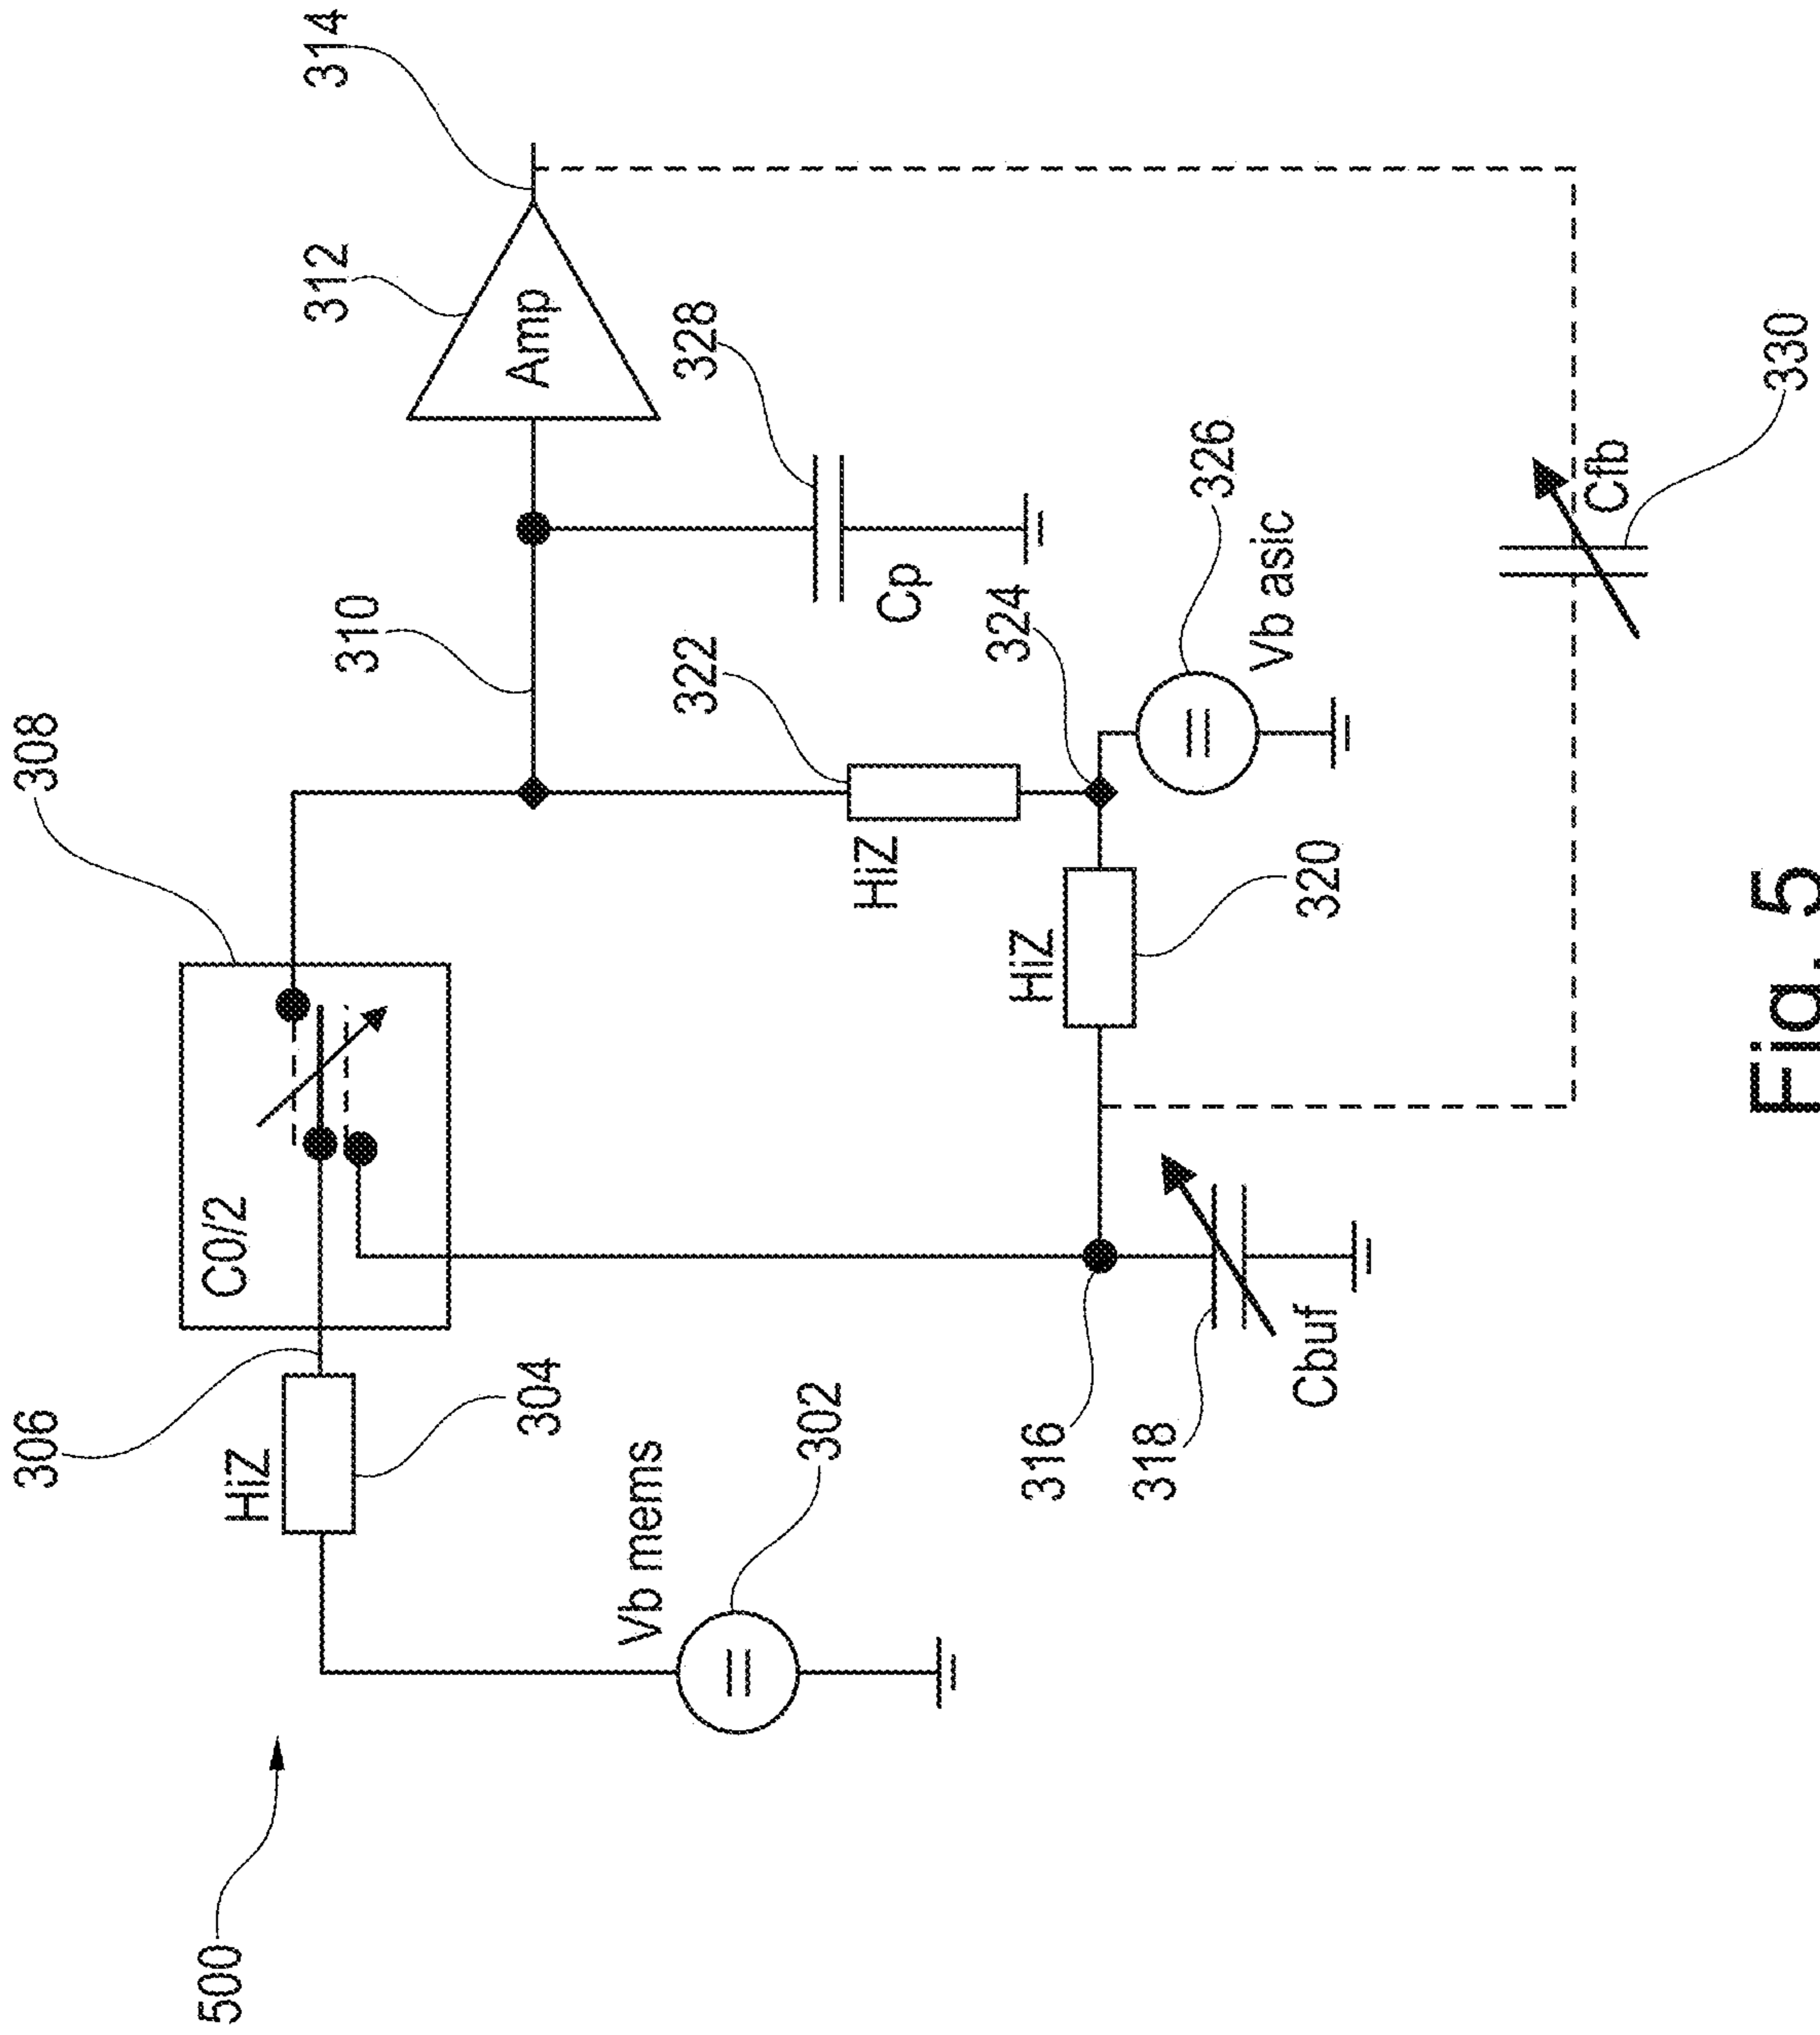 500
306
HiZ
304
Vb mems
302
C0/2
308
310
312
Amp
314
328
Cp
322
HiZ
324
326
Vb asic
HiZ
320
316
318
Cbuf
Cfb
330
Fig. 5